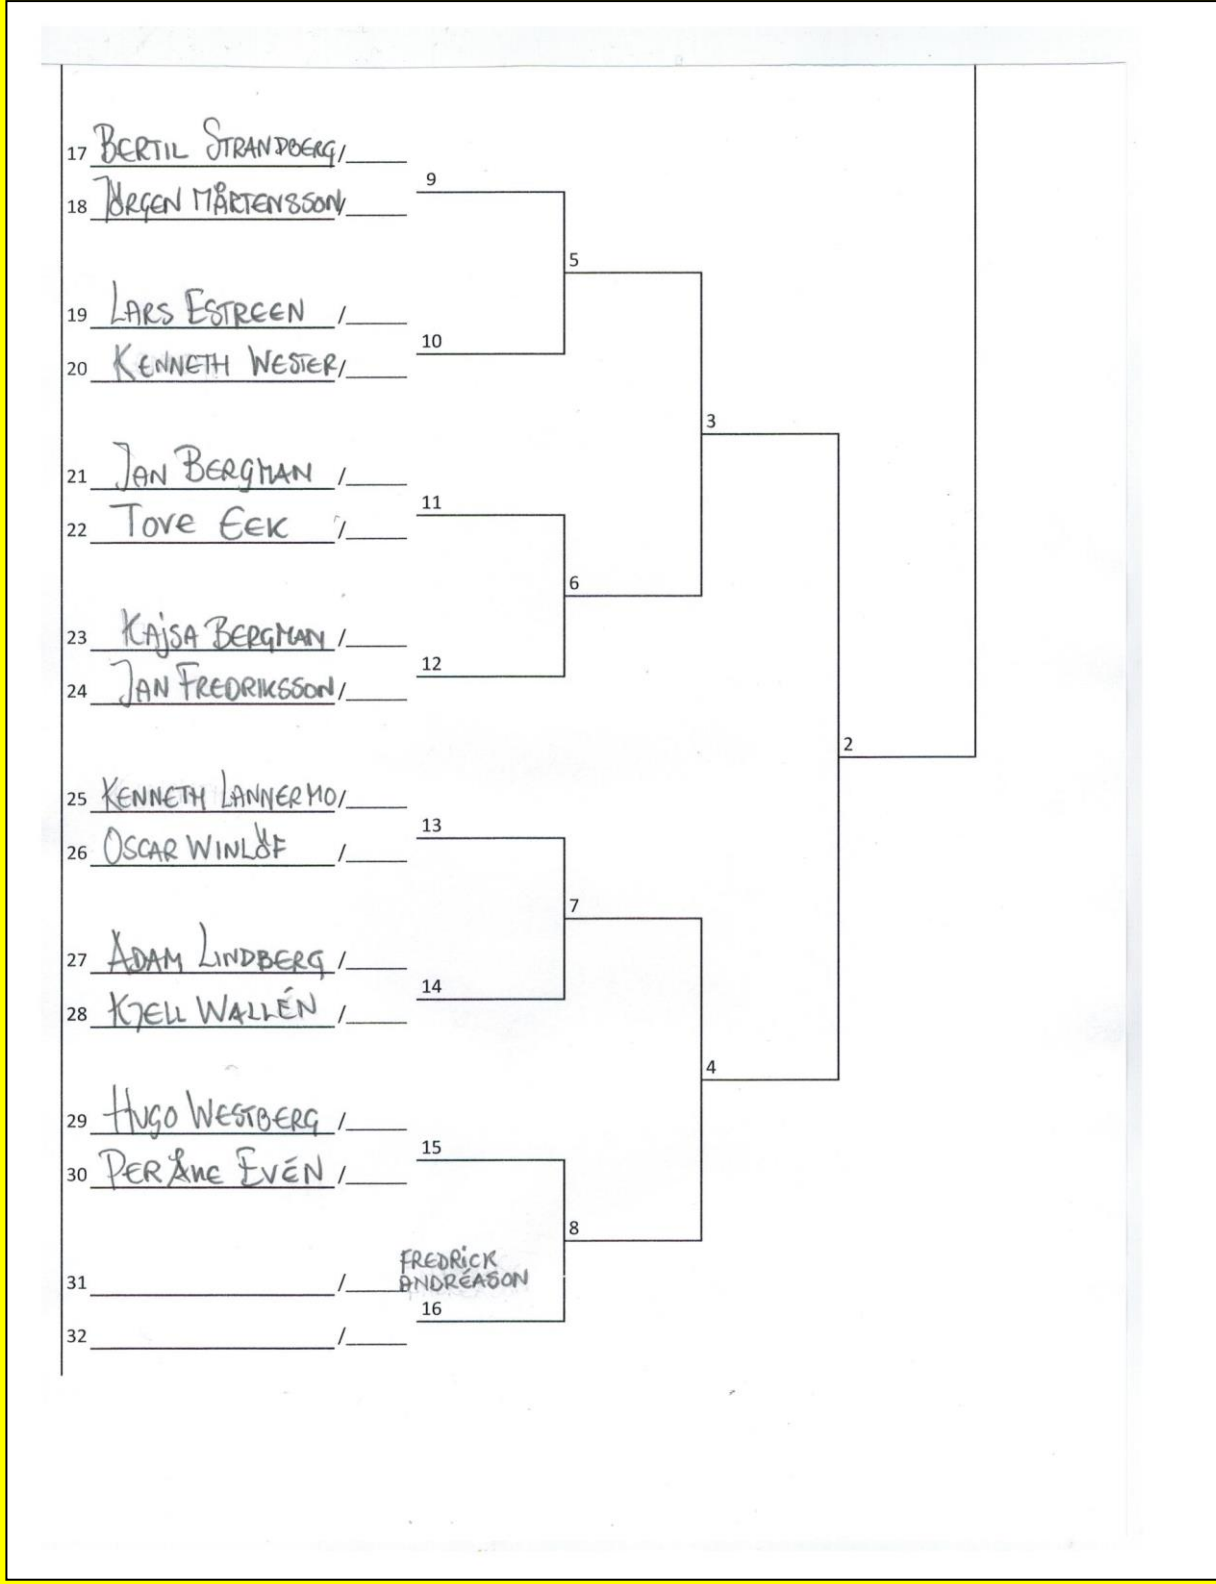 17 BERTIL STRANDBERG/
9
18 JÖRGEN MÅRTENSSON/
5
19 LARS ESTREEN /
10
20 KENNETH WESTER/
3
21 JAN BERGMAN /
11
22 Tove EEK /
6
23 KAjSA BERGMAN /
12
24 JAN FREDRIKSSON/
2
25 KENNETH LANNERMO/
13
26 OSCAR WINLÖF /
7
27 ADAM LINDBERG /
14
28 KJELL WALLÉN /
4
29 HUGO WESTBERG /
15
30 PER ÅKE EVÉN /
8
FREDRiCK
31 / ANDRÉASON
16
32 /